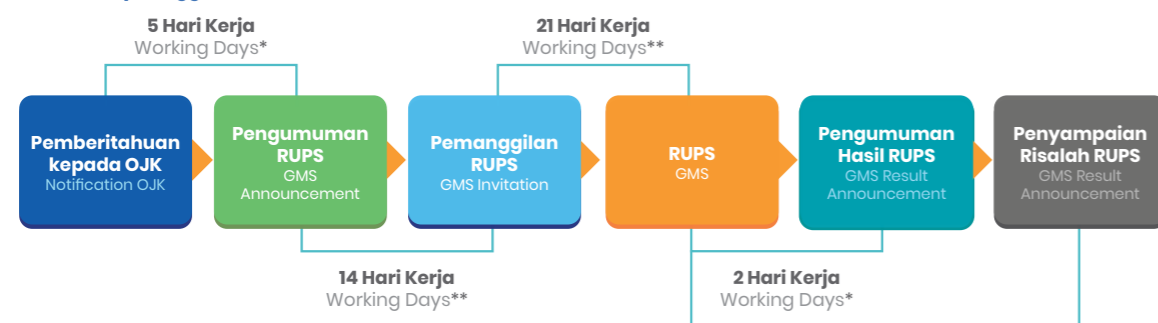 5 Hari Kerja
Working Days*
21 Hari Kerja
Working Days**
Pemberitahuan
kepada OJK
Notification OJK
Pengumuman
RUPS
GMS
Announcement
Pemanggilan
RUPS
GMS Invitation
RUPS
GMS
Pengumuman
Hasil RUPS
GMS Result
Announcement
Penyampaian
Risalah RUPS
GMS Result
Announcement
14 Hari Kerja
Working Days**
2 Hari Kerja
Working Days*